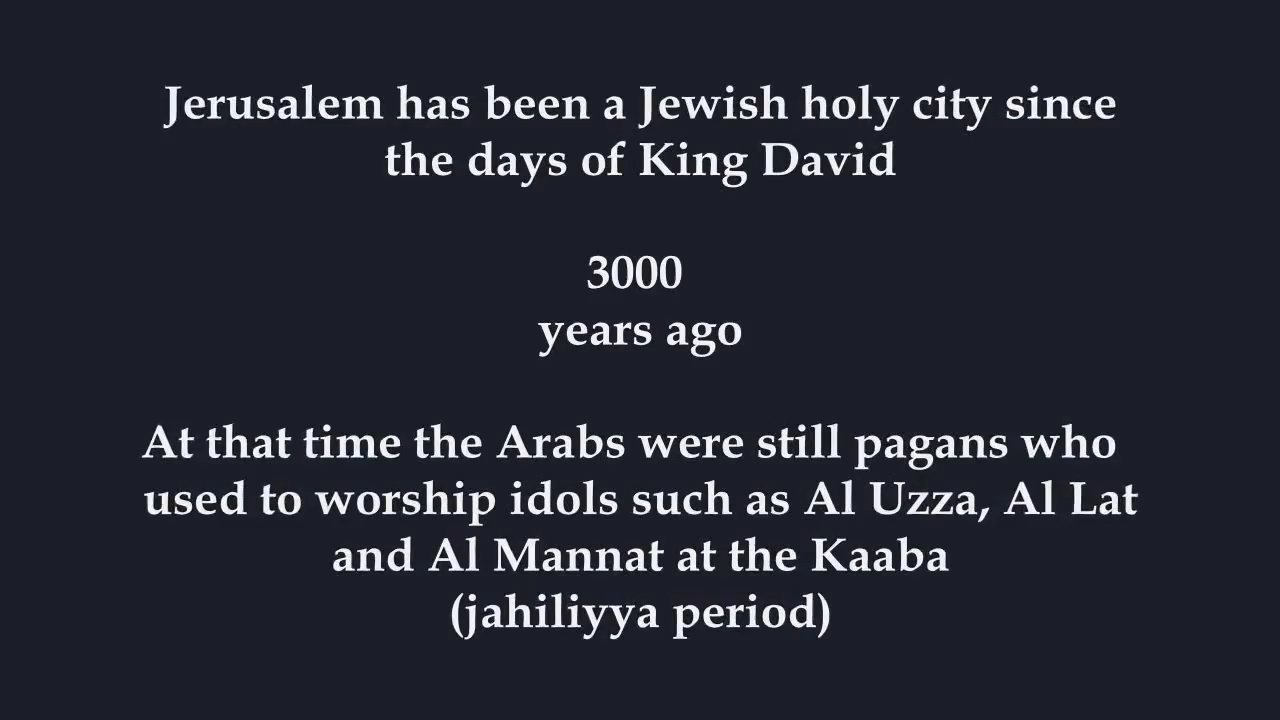 Jerusalem has been a Jewish holy city since
the days of King David
3000
years ago
At that time the Arabs were still pagans who
used to worship idols such as Al Uzza, Al Lat
and Al Mannat at the Kaaba
(jahiliyya period)